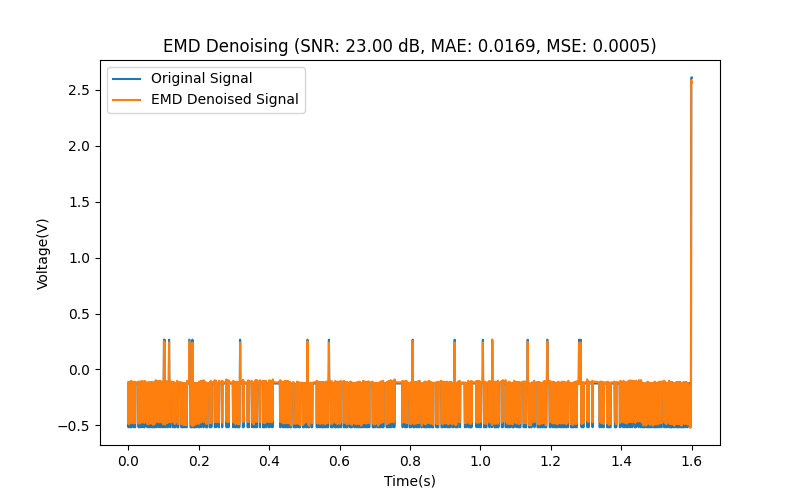 EMD Denoising (SNR: 23.00 dB, MAE: 0.0169, MSE: 0.0005)
Original Signal
EMD Denoised Signal
2.5
2.0
1.5
1.0
0.5
0.0
−0.5
Voltage(V)
0.0 0.2 0.4 0.6 0.8 1.0 1.2 1.4 1.6
Time(s)